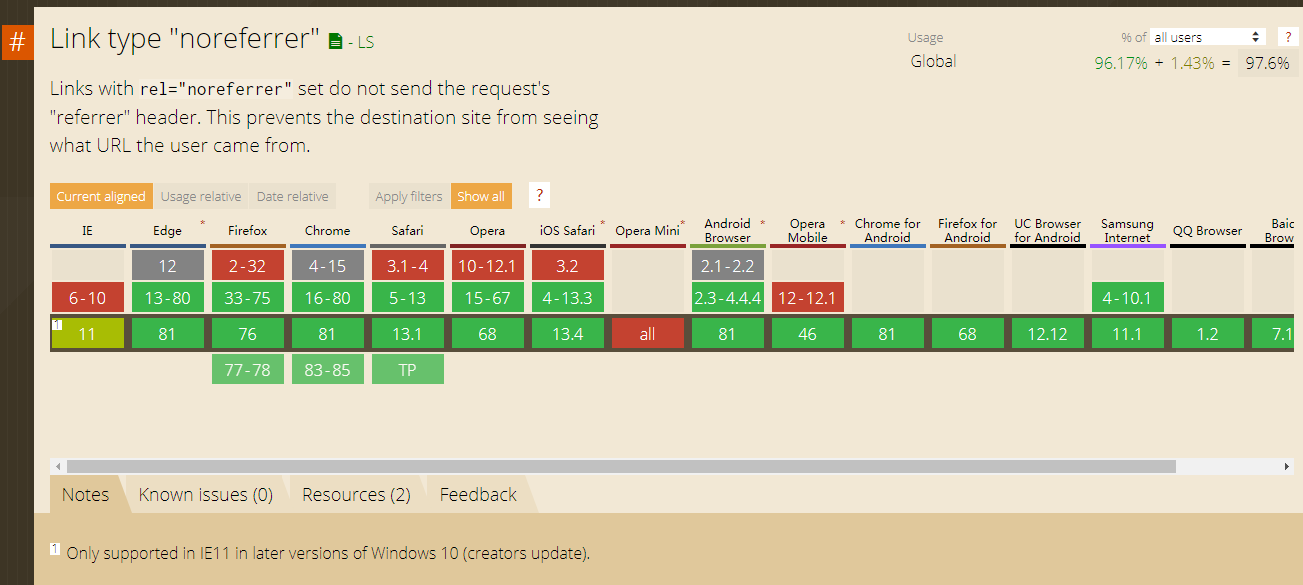 #
Link type "noreferrer" - LS
Usage % of all users ?
Global 96.17% + 1.43% = 97.6%
Links with rel="noreferrer" set do not send the request's
"referrer" header. This prevents the destination site from seeing
what URL the user came from.
Current aligned Usage relative Date relative Apply filters Show all ?
IE Edge * Firefox Chrome Safari Opera iOS Safari * Opera Mini * Android Browser * Opera Mobile * Chrome for Android Firefox for Android UC Browser for Android Samsung Internet QQ Browser Baid Brow
12 2-32 4-15 3.1-4 10-12.1 3.2 2.1-2.2
6-10 13-80 33-75 16-80 5-13 15-67 4-13.3 2.3-4.4.4 12-12.1 4-10.1
1 11 81 76 81 13.1 68 13.4 all 81 46 81 68 12.12 11.1 1.2 7.1
77-78 83-85 TP
Notes Known issues (0) Resources (2) Feedback
1 Only supported in IE11 in later versions of Windows 10 (creators update).